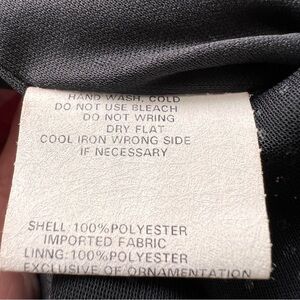 HAND WASH, COLD
DO NOT USE BLEACH
DO NOT WRING
DRY FLAT
COOL IRON WRONG SIDE
IF NECESSARY
SHELL: 100%POLYESTER
IMPORTED FABRIC
LINNG: 100%POLYESTER
EXCLUSIVE OF ORNAMENTATION